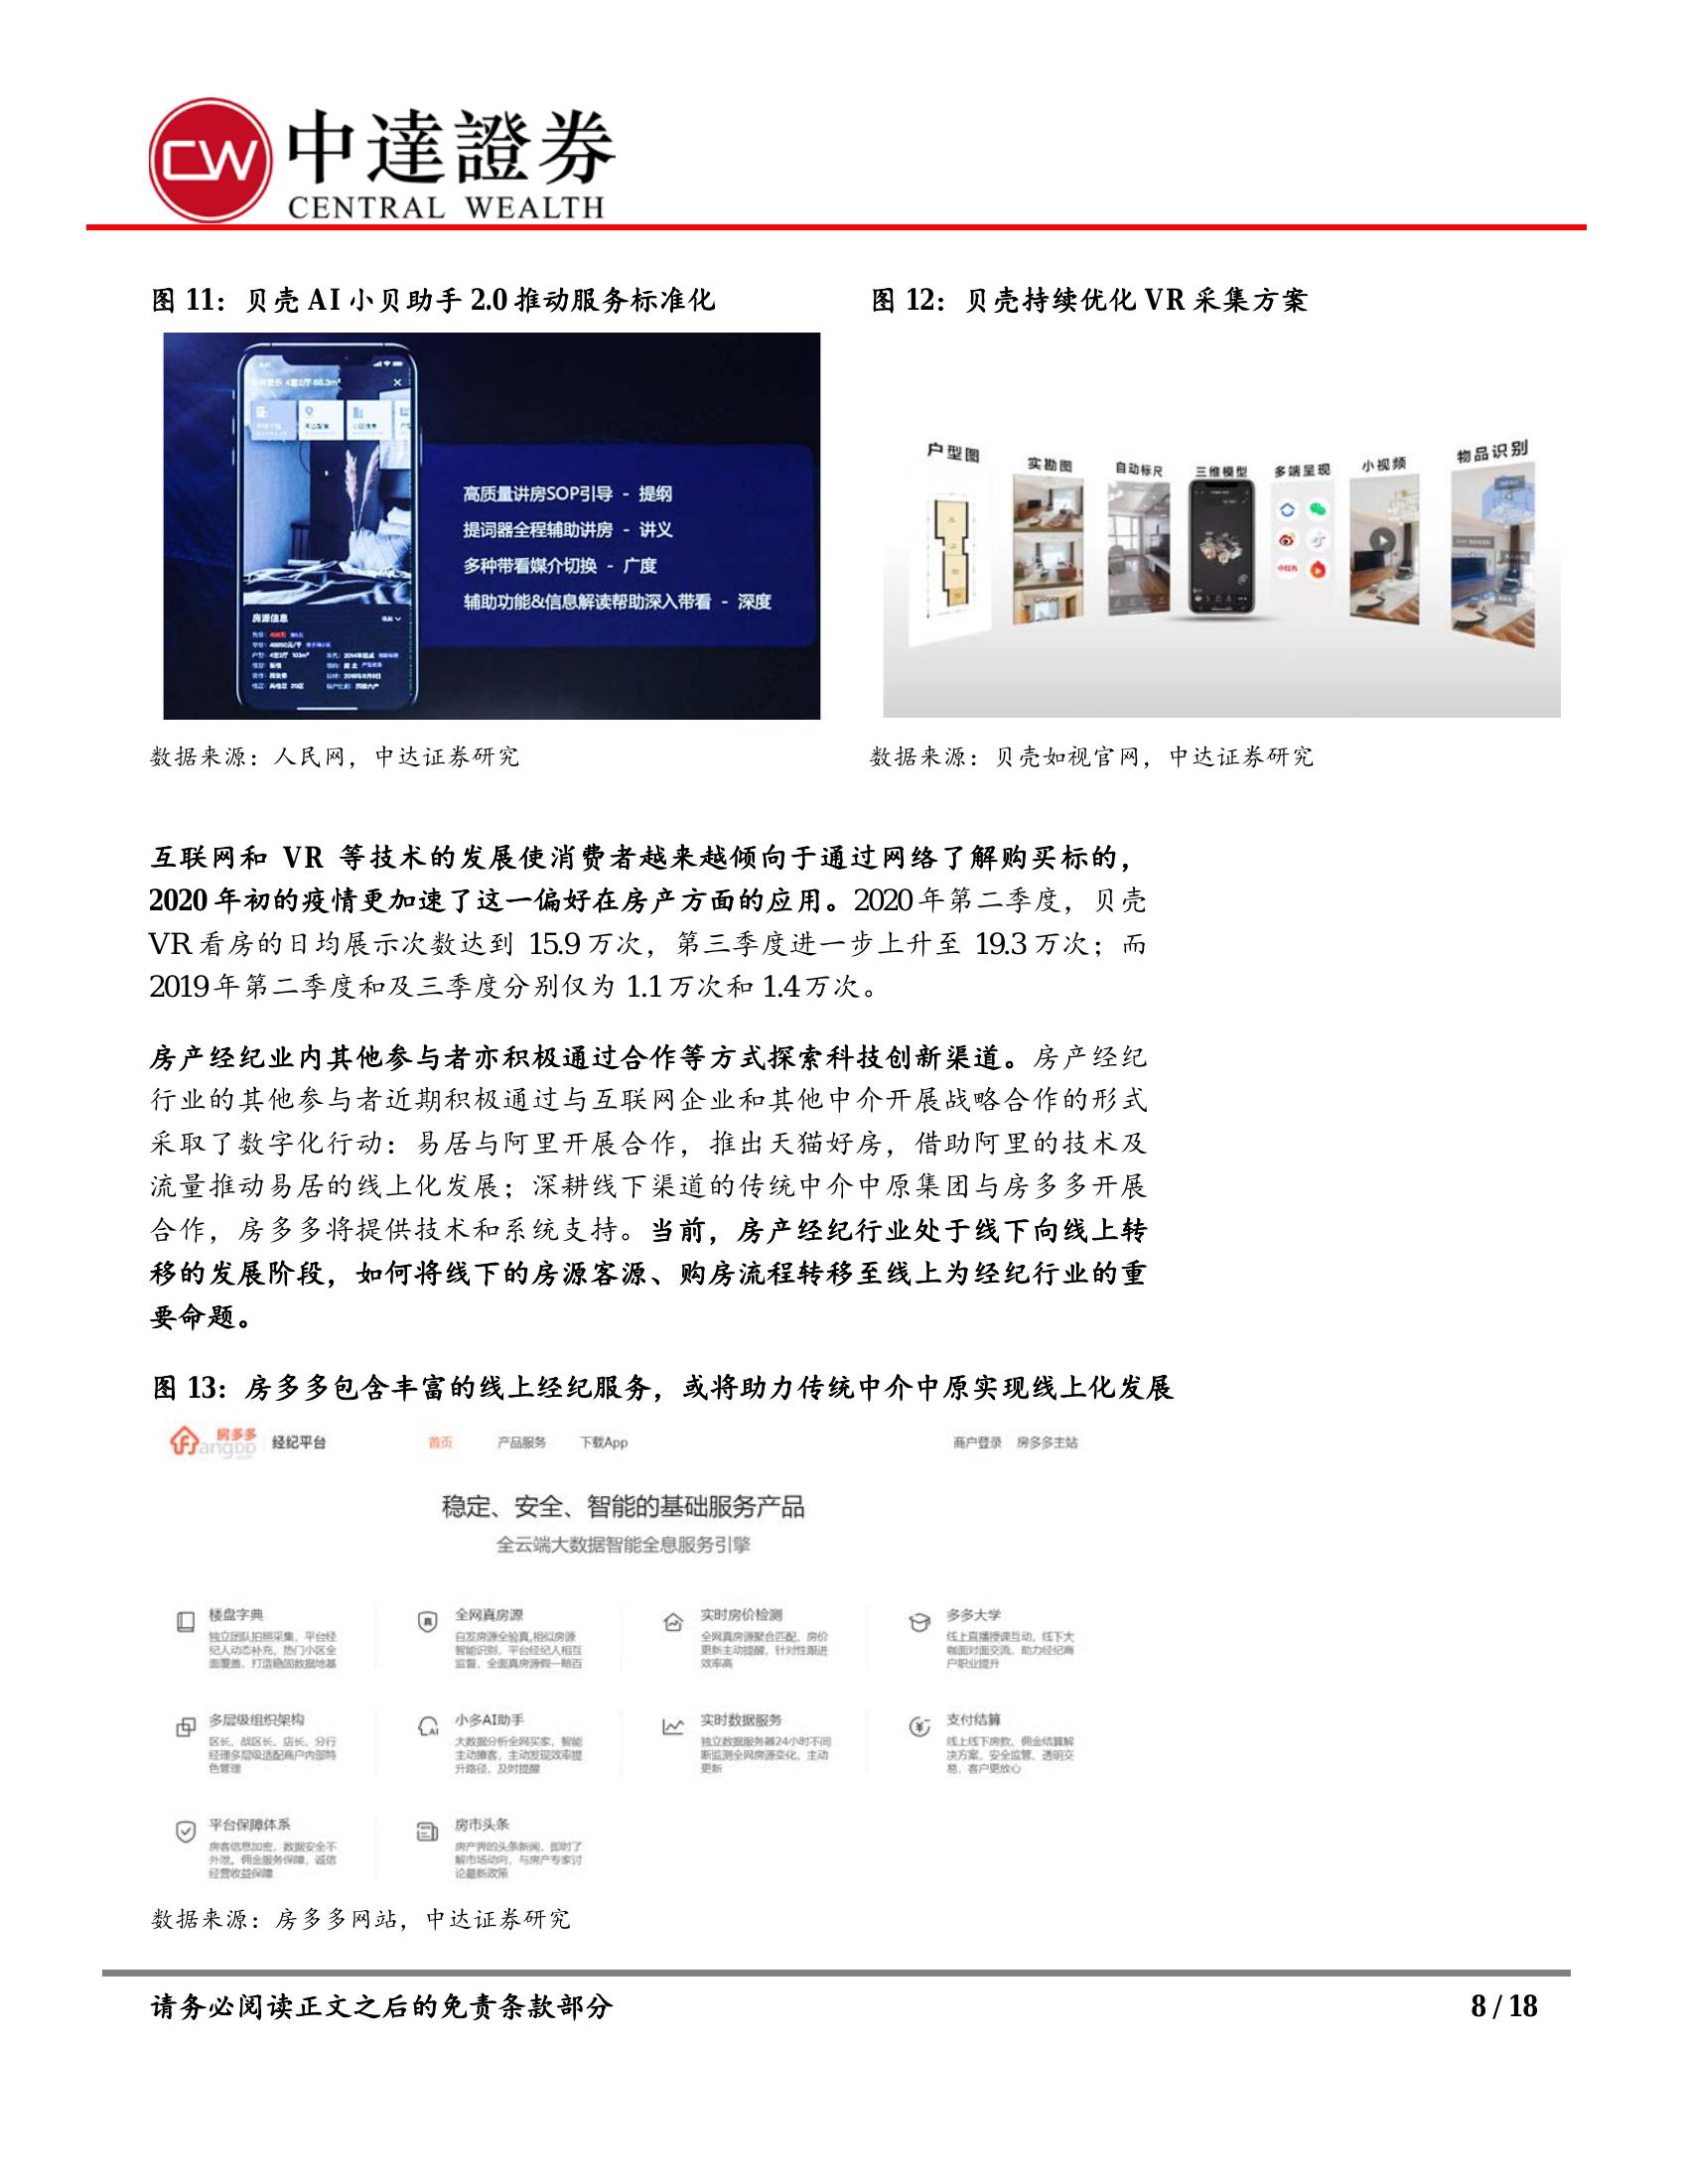 CW 中達證券
CENTRAL WEALTH
图 11：贝壳 AI 小贝助手 2.0 推动服务标准化
4室2厅 88.3m²
高质量讲房SOP引导 - 提纲
提词器全程辅助讲房 - 讲义
多种带看媒介切换 - 广度
辅助功能&信息解读帮助深入带看 - 深度
房源信息
数据来源：人民网，中达证券研究
图 12：贝壳持续优化 VR 采集方案
户型图
实勘图
自动标尺
三维模型
多端呈现
小视频
物品识别
小红书
数据来源：贝壳如视官网，中达证券研究
互联网和 VR 等技术的发展使消费者越来越倾向于通过网络了解购买标的，
2020 年初的疫情更加速了这一偏好在房产方面的应用。2020 年第二季度，贝壳
VR 看房的日均展示次数达到 15.9 万次，第三季度进一步上升至 19.3 万次；而
2019 年第二季度和及三季度分别仅为 1.1 万次和 1.4 万次。
房产经纪业内其他参与者亦积极通过合作等方式探索科技创新渠道。房产经纪
行业的其他参与者近期积极通过与互联网企业和其他中介开展战略合作的形式
采取了数字化行动：易居与阿里开展合作，推出天猫好房，借助阿里的技术及
流量推动易居的线上化发展；深耕线下渠道的传统中介中原集团与房多多开展
合作，房多多将提供技术和系统支持。当前，房产经纪行业处于线下向线上转
移的发展阶段，如何将线下的房源客源、购房流程转移至线上为经纪行业的重
要命题。
图 13：房多多包含丰富的线上经纪服务，或将助力传统中介中原实现线上化发展
房多多 经纪平台 首页 产品服务 下载App 商户登录 房多多主站
稳定、安全、智能的基础服务产品
全云端大数据智能全息服务引擎
楼盘字典
独立团队拍照采集，平台经
纪人动态补充，热门小区全
面覆盖，打造稳固数据地基
全网真房源
自发房源全验真,相似房源
智能识别，平台经纪人相互
监督，全面真房源假一赔百
实时房价检测
全网真房源聚合匹配，房价
更新主动提醒，针对性跟进
效率高
多多大学
线上直播授课互动，线下大
咖面对面交流，助力经纪商
户职业提升
多层级组织架构
区长、战区长、店长、分行
经理多层级适配商户内部特
色管理
小多AI助手
大数据分析全网买家，智能
主动撩客，主动发现效率提
升路径，及时提醒
实时数据服务
独立数据服务器24小时不间
断监测全网房源变化，主动
更新
支付结算
线上线下房款、佣金结算解
决方案，安全监管、透明交
易，客户更放心
平台保障体系
房客信息加密，数据安全不
外泄。佣金服务保障，诚信
经营收益保障
房市头条
房产界的头条新闻，即时了
解市场动向，与房产专家讨
论最新政策
数据来源：房多多网站，中达证券研究
请务必阅读正文之后的免责条款部分
8 / 18